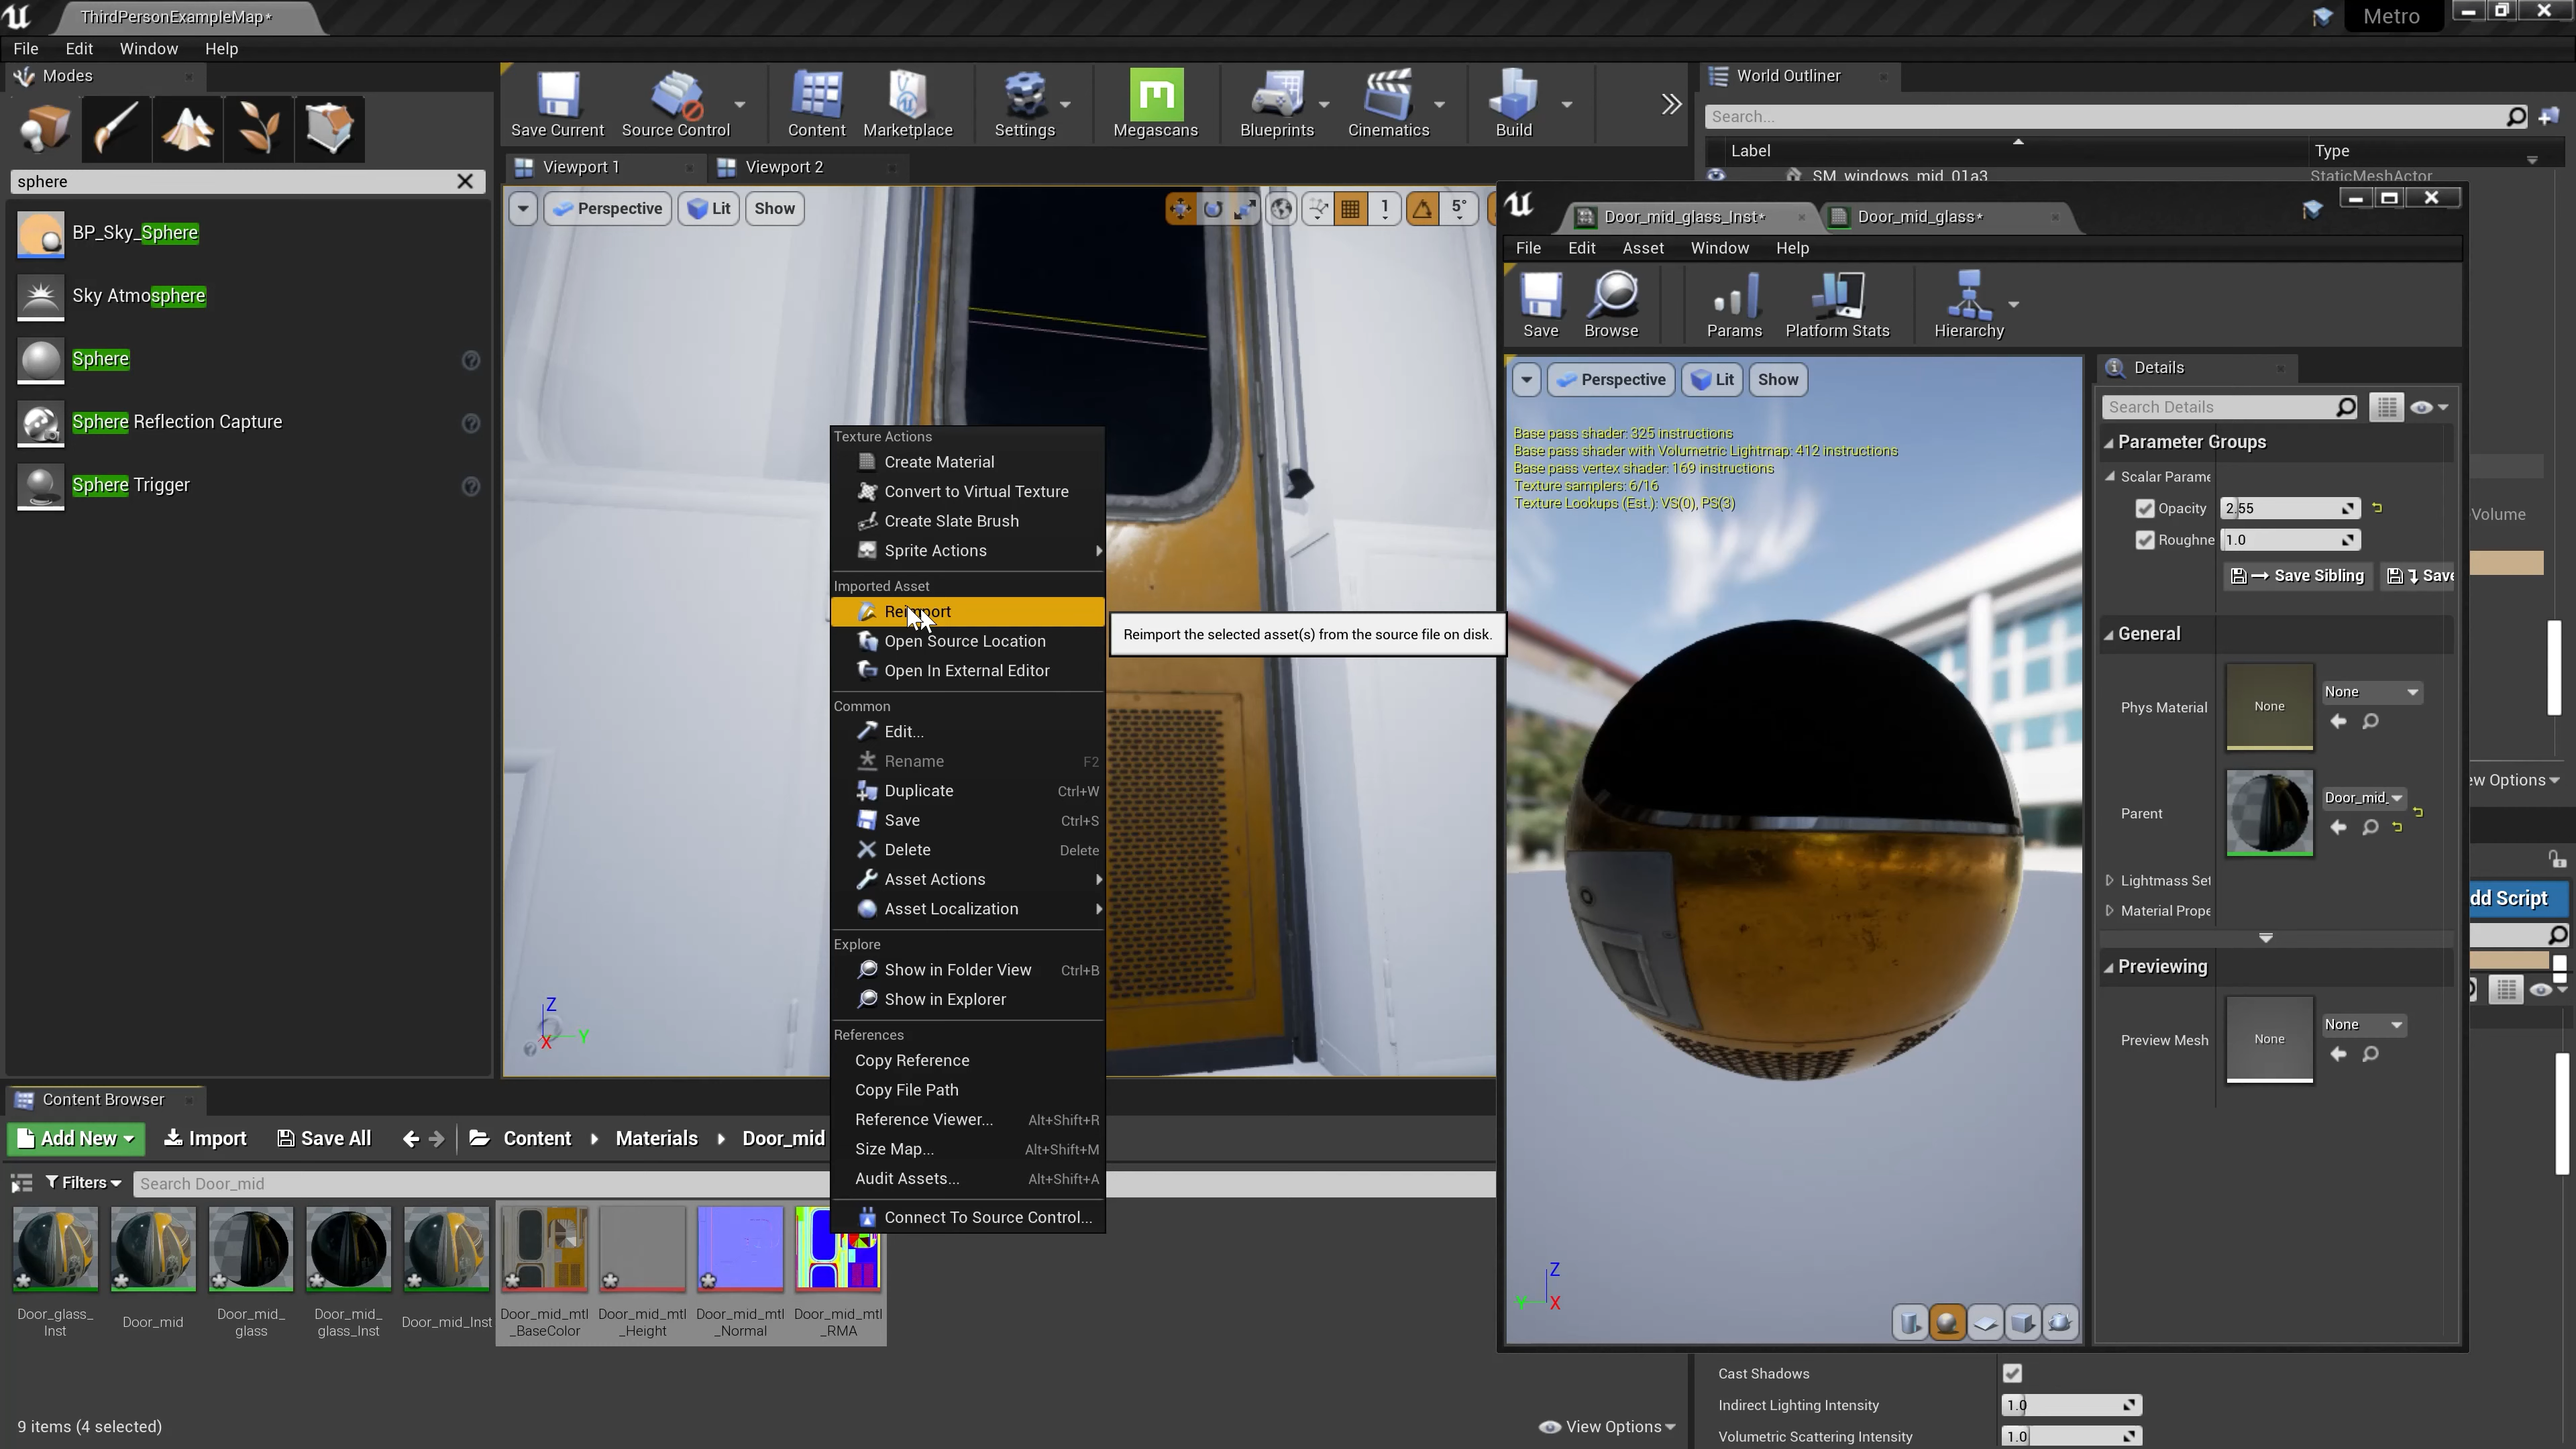 ThirdPersonExampleMap*
Metro
File Edit Window Help
Modes
World Outliner
Save Current Source Control Content Marketplace Settings Megascans Blueprints Cinematics Build
Search...
Label Type
sphere
Viewport 1 Viewport 2
SM_windows_mid_01a3 StaticMeshActor
Perspective Lit Show 1 5°
BP_Sky_Sphere
Sky Atmosphere
Sphere
Sphere Reflection Capture
Sphere Trigger
Door_mid_glass_Inst* Door_mid_glass*
File Edit Asset Window Help
Save Browse Params Platform Stats Hierarchy
Perspective Lit Show
Base pass shader: 325 instructions
Base pass shader with Volumetric Lightmap: 412 instructions
Base pass vertex shader: 169 instructions
Texture samplers: 6/16
Texture Lookups (Est.): VS(0), PS(3)
Details
Search Details
Parameter Groups
Scalar Parame
Opacity 2.55
Roughne 1.0
Save Sibling Save
General
Phys Material None None
Parent Door_mid_
Lightmass Set
Material Prope
Previewing
Preview Mesh None None
Volume
ew Options
dd Script
Texture Actions
Create Material
Convert to Virtual Texture
Create Slate Brush
Sprite Actions
Imported Asset
Reimport
Open Source Location
Open In External Editor
Common
Edit...
Rename F2
Duplicate Ctrl+W
Save Ctrl+S
Delete Delete
Asset Actions
Asset Localization
Explore
Show in Folder View Ctrl+B
Show in Explorer
References
Copy Reference
Copy File Path
Reference Viewer... Alt+Shift+R
Size Map... Alt+Shift+M
Audit Assets... Alt+Shift+A
Connect To Source Control...
Reimport the selected asset(s) from the source file on disk.
Z
Y
X
Z
Y
X
Content Browser
Add New Import Save All Content Materials Door_mid
Filters Search Door_mid
Door_glass_
Inst
Door_mid
Door_mid_
glass
Door_mid_
glass_Inst
Door_mid_Inst
Door_mid_mtl
_BaseColor
Door_mid_mtl
_Height
Door_mid_mtl
_Normal
Door_mid_mtl
_RMA
9 items (4 selected)
View Options
Cast Shadows
Indirect Lighting Intensity 1.0
Volumetric Scattering Intensity 1.0